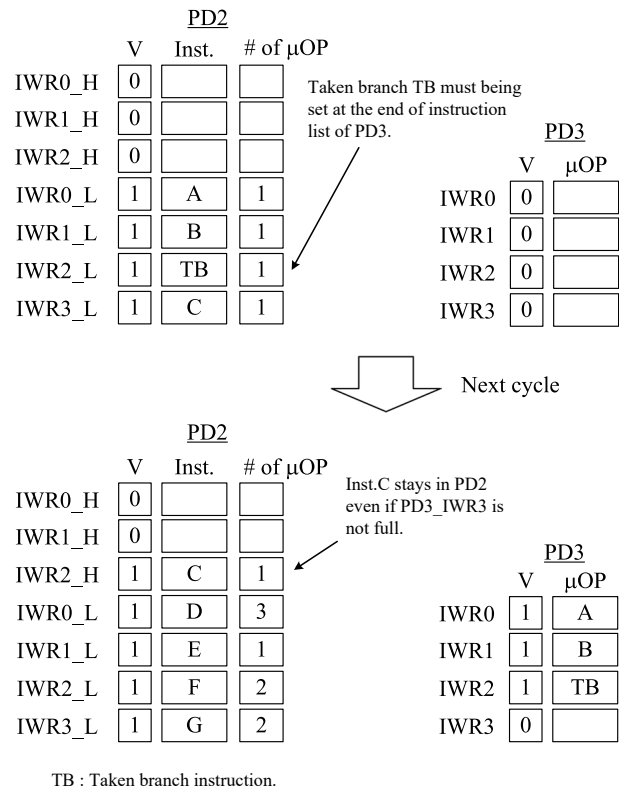 PD2
V Inst. # of μOP
IWR0_H 0
IWR1_H 0
IWR2_H 0
IWR0_L 1 A 1
IWR1_L 1 B 1
IWR2_L 1 TB 1
IWR3_L 1 C 1
Taken branch TB must being
set at the end of instruction
list of PD3.
PD3
V μOP
IWR0 0
IWR1 0
IWR2 0
IWR3 0
Next cycle
PD2
V Inst. # of μOP
IWR0_H 0
IWR1_H 0
IWR2_H 1 C 1
IWR0_L 1 D 3
IWR1_L 1 E 1
IWR2_L 1 F 2
IWR3_L 1 G 2
Inst.C stays in PD2
even if PD3_IWR3 is
not full.
PD3
V μOP
IWR0 1 A
IWR1 1 B
IWR2 1 TB
IWR3 0
TB : Taken branch instruction.